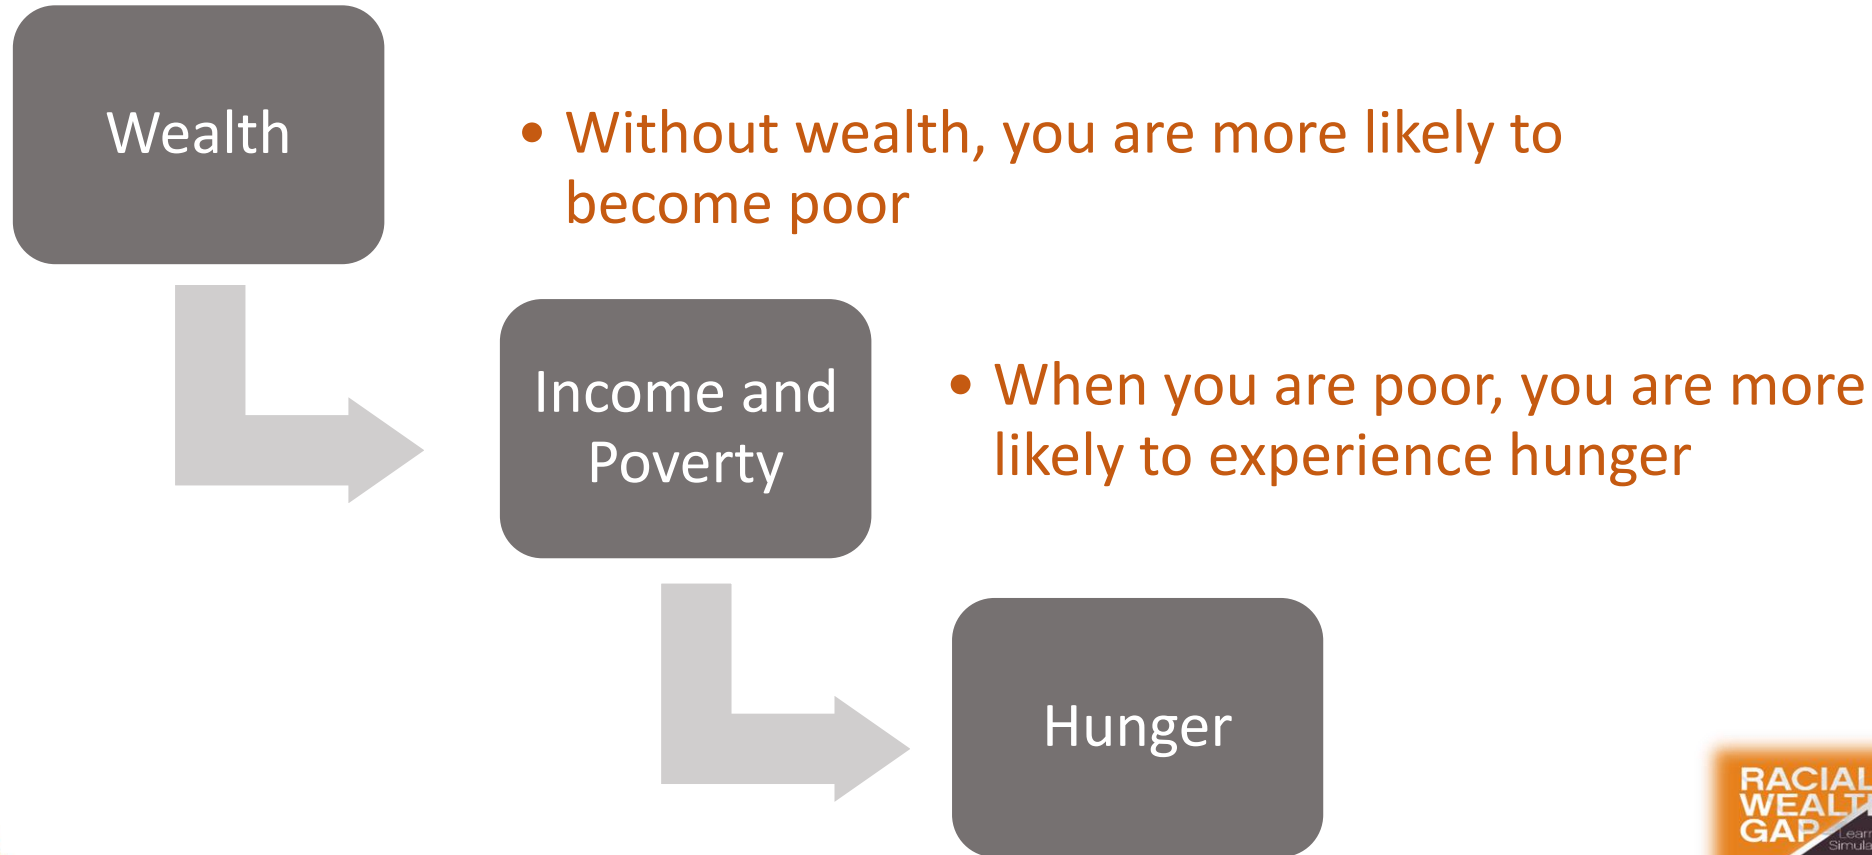 Wealth
• Without wealth, you are more likely to
become poor
Income and
Poverty
• When you are poor, you are more
likely to experience hunger
Hunger
RACIAL
WEALTH
GAP